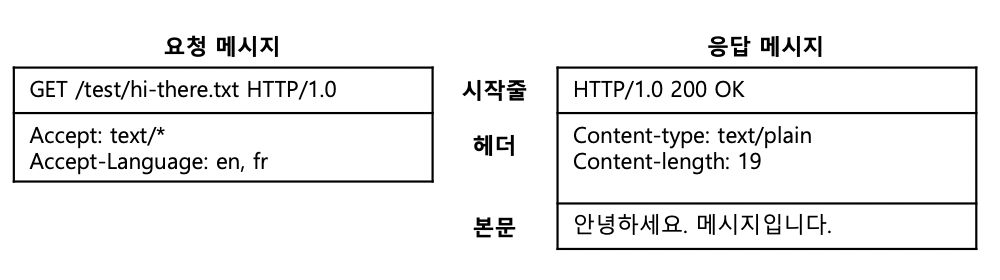 요청 메시지
GET /test/hi-there.txt HTTP/1.0
Accept: text/*
Accept-Language: en, fr
시작줄
헤더
본문
응답 메시지
HTTP/1.0 200 OK
Content-type: text/plain
Content-length: 19
안녕하세요. 메시지입니다.